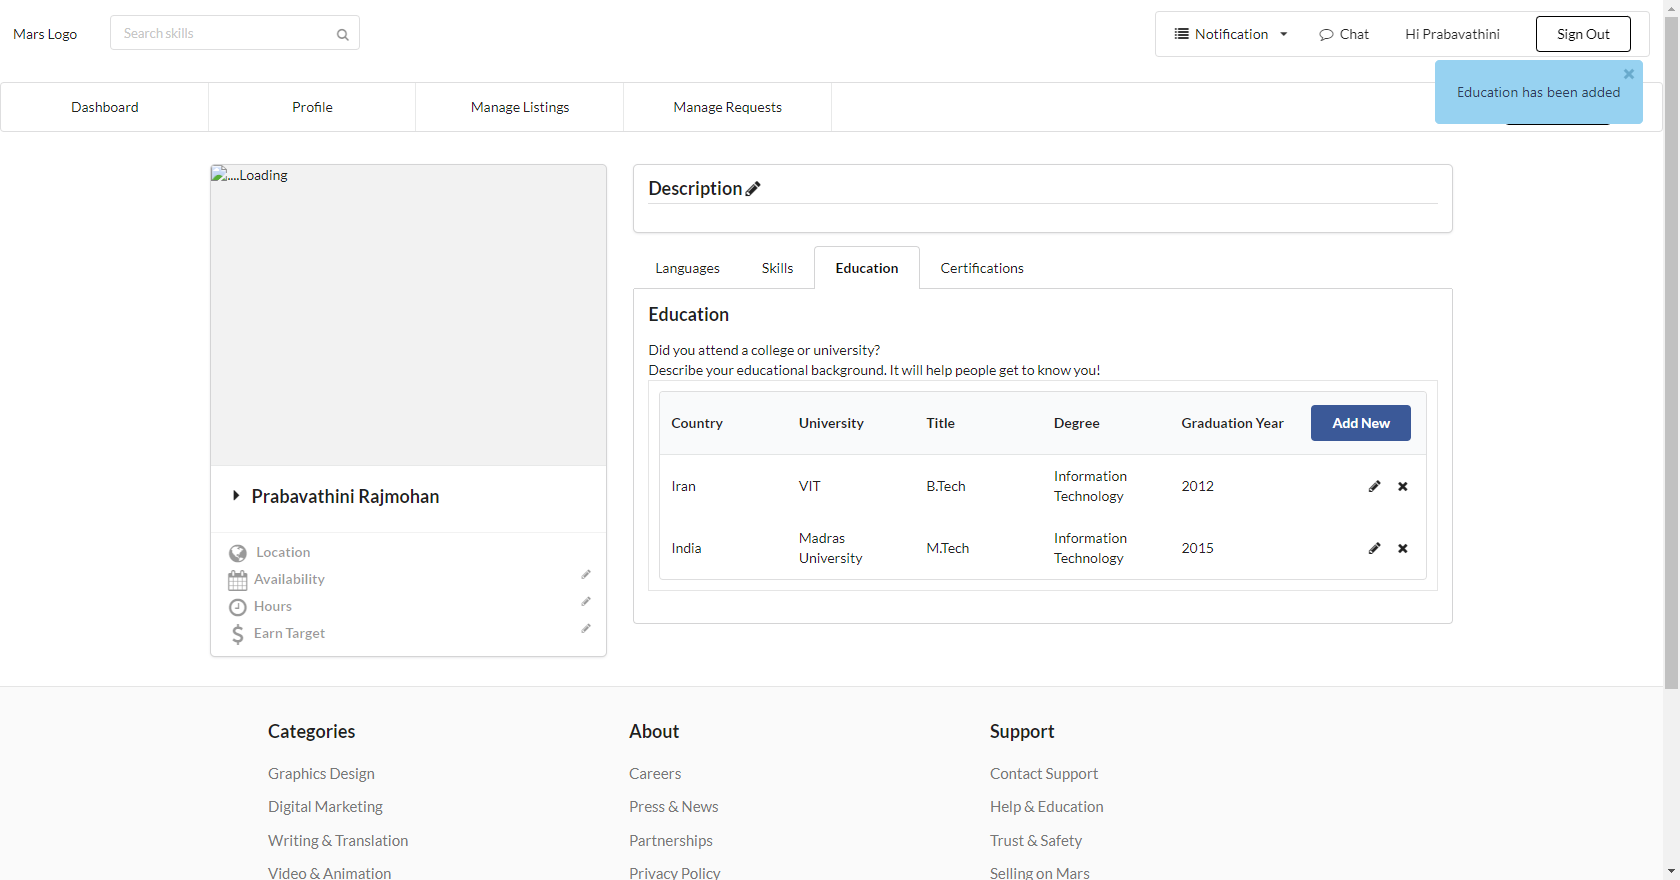 Mars Logo
Search skills
Notification
Chat
Hi Prabavathini
Sign Out
Education has been added
Dashboard
Profile
Manage Listings
Manage Requests
....Loading
Prabavathini Rajmohan
Location
Availability
Hours
Earn Target
Description
Languages
Skills
Education
Certifications
Education
Did you attend a college or university?
Describe your educational background. It will help people get to know you!
Country University Title Degree Graduation Year Add New
Iran VIT B.Tech Information Technology 2012
India Madras University M.Tech Information Technology 2015
Categories
Graphics Design
Digital Marketing
Writing & Translation
Video & Animation
About
Careers
Press & News
Partnerships
Privacy Policy
Support
Contact Support
Help & Education
Trust & Safety
Selling on Mars